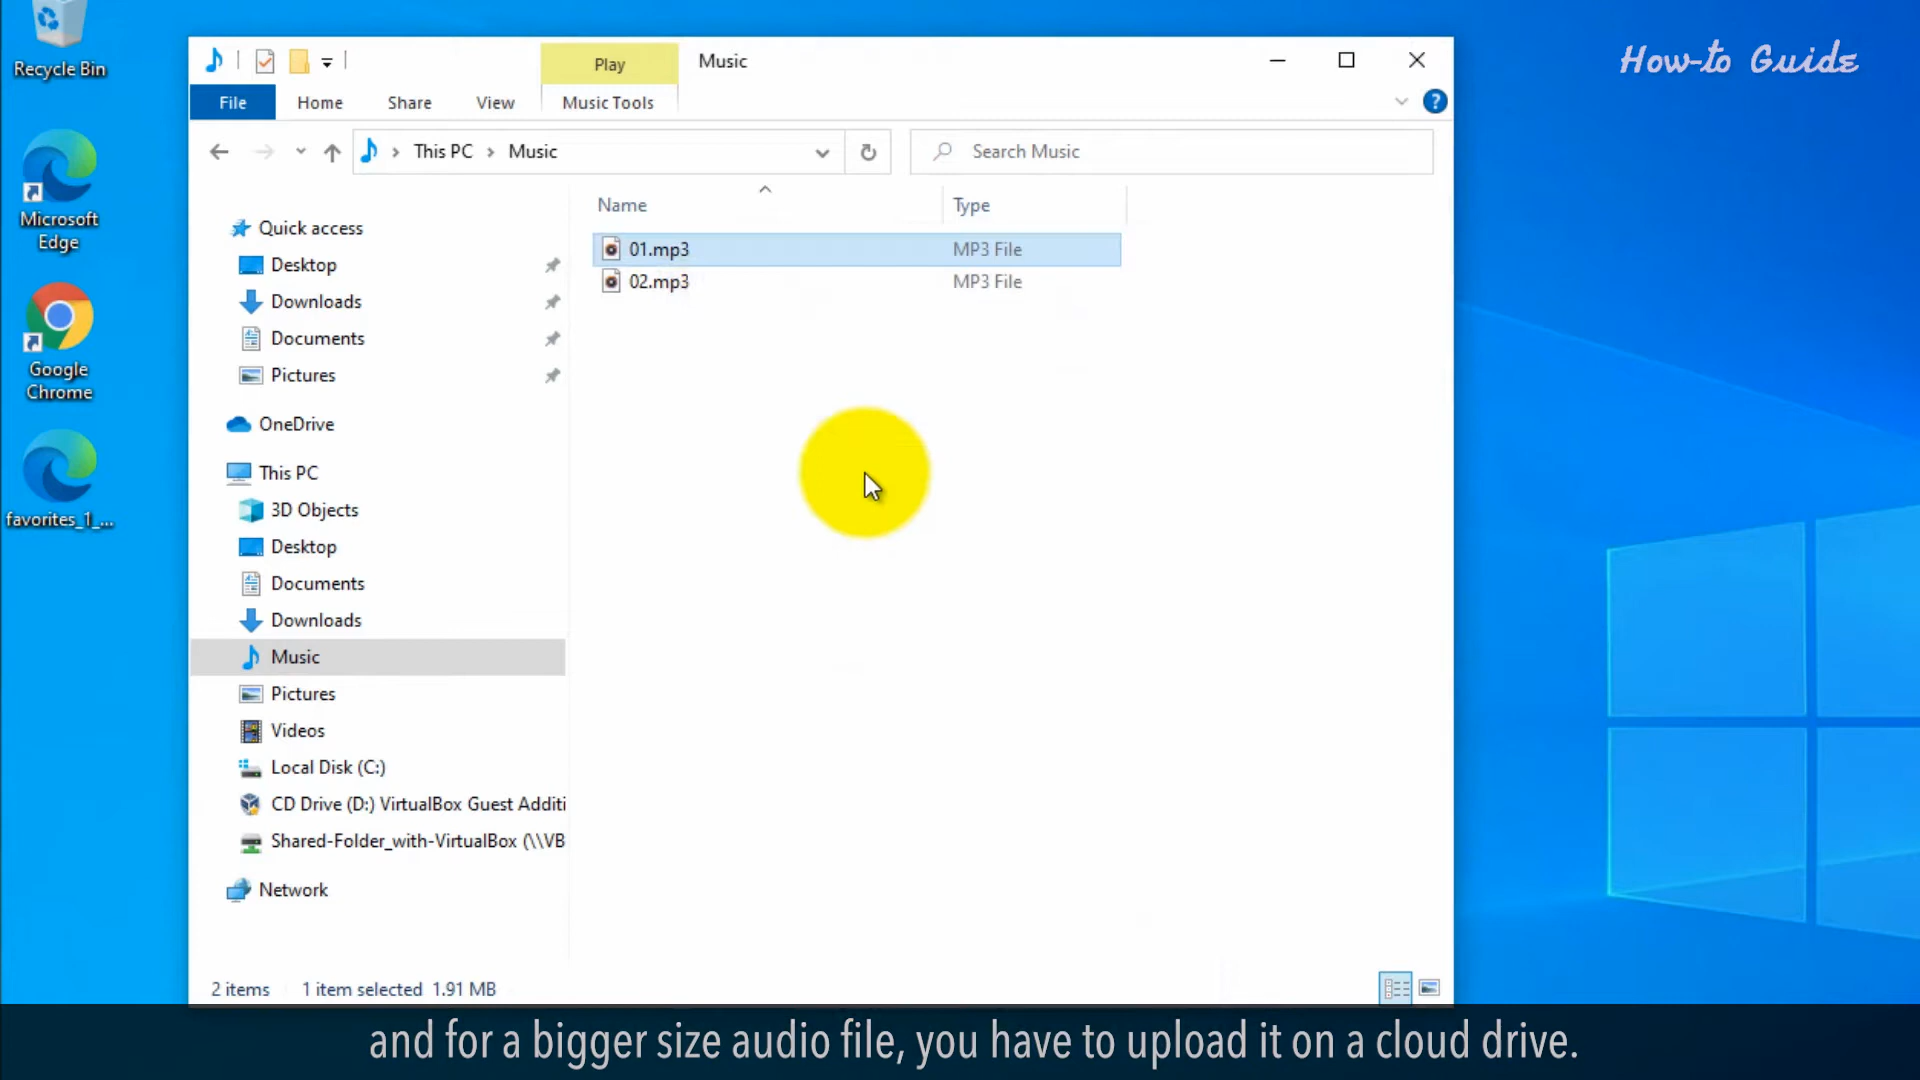 Recycle Bin
Microsoft
Edge
Google
Chrome
favorites_1_...
How-to Guide
Play
Music
File
Home
Share
View
Music Tools
This PC
Music
Search Music
Quick access
Desktop
Downloads
Documents
Pictures
OneDrive
This PC
3D Objects
Desktop
Documents
Downloads
Music
Pictures
Videos
Local Disk (C:)
CD Drive (D:) VirtualBox Guest Additi
Shared-Folder_with-VirtualBox (\\VB
Network
Name Type
01.mp3 MP3 File
02.mp3 MP3 File
2 items 1 item selected 1.91 MB
and for a bigger size audio file, you have to upload it on a cloud drive.